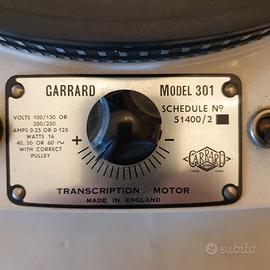 GARRARD MODEL 301
SCHEDULE Nº
51400/2
VOLTS 100/130 OR
200/250
AMPS 0·25 OR 0·125
WATTS 16
40, 50 OR 60 ~
WITH CORRECT
PULLEY
+
GARRARD
TRANSCRIPTION MOTOR
MADE IN ENGLAND
subito